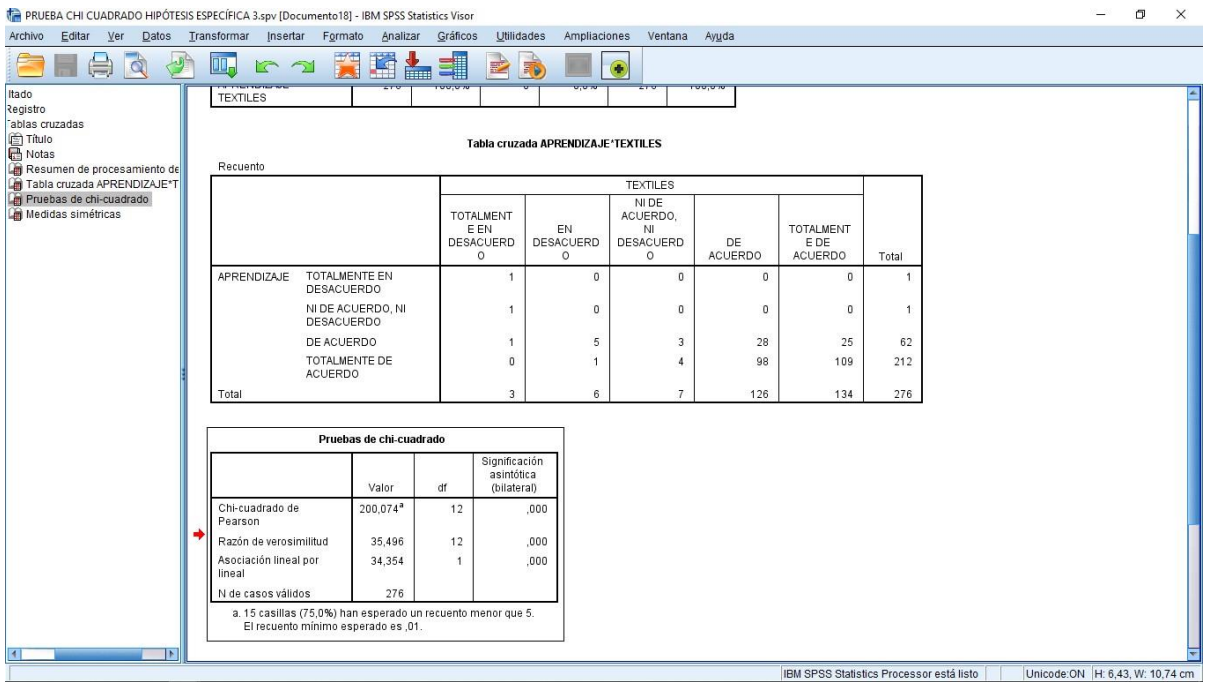 PRUEBA CHI CUADRADO HIPÓTESIS ESPECÍFICA 3.spv [Documento18] - IBM SPSS Statistics Visor
Archivo Editar Ver Datos Transformar Insertar Formato Analizar Gráficos Utilidades Ampliaciones Ventana Ayuda
ltado
Registro
Tablas cruzadas
Título
Notas
Resumen de procesamiento de
Tabla cruzada APRENDIZAJE*T
Pruebas de chi-cuadrado
Medidas simétricas
TEXTILES
Tabla cruzada APRENDIZAJE*TEXTILES
Recuento
TEXTILES
TOTALMENT
E EN
DESACUERD
O
EN
DESACUERD
O
NI DE
ACUERDO,
NI
DESACUERD
O
DE
ACUERDO
TOTALMENT
E DE
ACUERDO
Total
APRENDIZAJE TOTALMENTE EN
DESACUERDO
1 0 0 0 0 1
NI DE ACUERDO, NI
DESACUERDO
1 0 0 0 0 1
DE ACUERDO 1 5 3 28 25 62
TOTALMENTE DE
ACUERDO
0 1 4 98 109 212
Total 3 6 7 126 134 276
Pruebas de chi-cuadrado
Valor df Significación
asintótica
(bilateral)
Chi-cuadrado de
Pearson
200,074a 12 ,000
Razón de verosimilitud 35,496 12 ,000
Asociación lineal por
lineal
34,354 1 ,000
N de casos válidos 276
a. 15 casillas (75,0%) han esperado un recuento menor que 5.
El recuento mínimo esperado es ,01.
IBM SPSS Statistics Processor está listo Unicode:ON H: 6,43, W: 10,74 cm